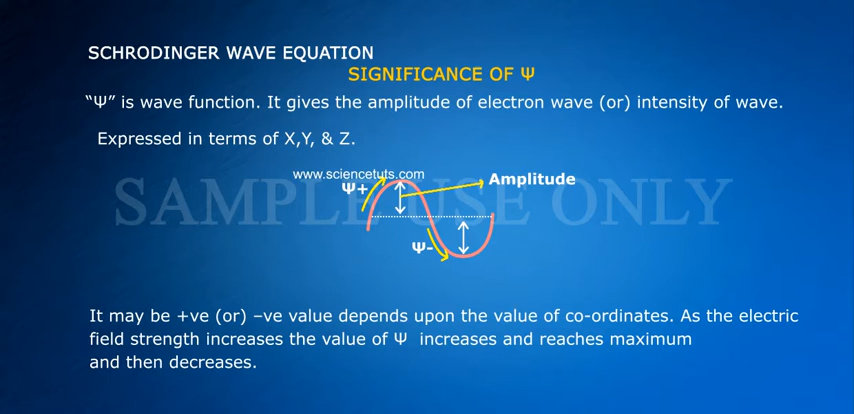 SCHRODINGER WAVE EQUATION
SIGNIFICANCE OF Ψ
“Ψ” is wave function. It gives the amplitude of electron wave (or) intensity of wave.
Expressed in terms of X,Y, & Z.
www.sciencetuts.com
Ψ+
Amplitude
SAMPLE USE ONLY
Ψ-
It may be +ve (or) –ve value depends upon the value of co-ordinates. As the electric
field strength increases the value of Ψ increases and reaches maximum
and then decreases.